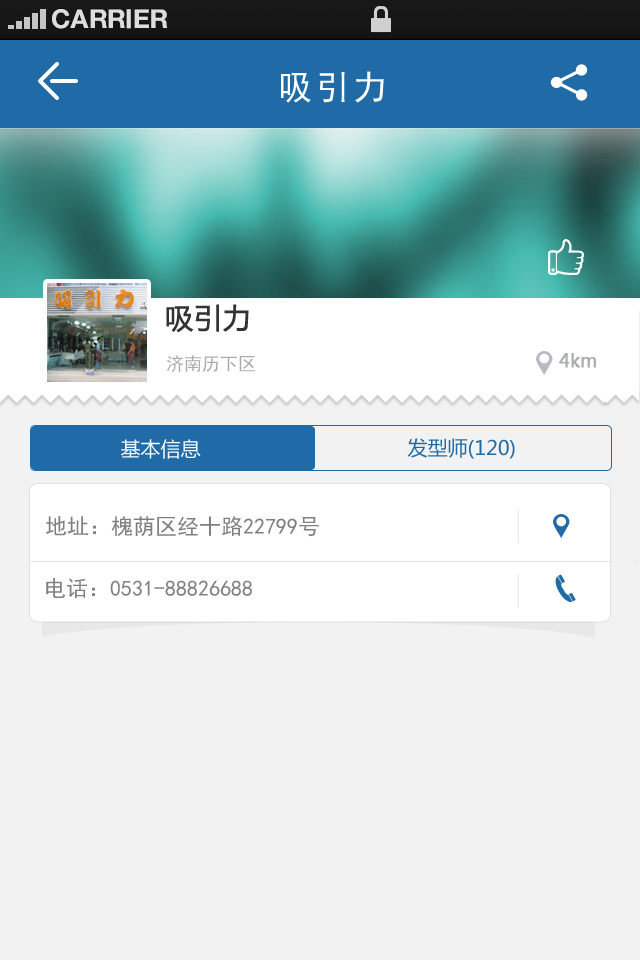 CARRIER
吸引力
吸引力
吸引力
济南历下区
4km
基本信息
发型师(120)
地址：槐荫区经十路22799号
电话：0531-88826688